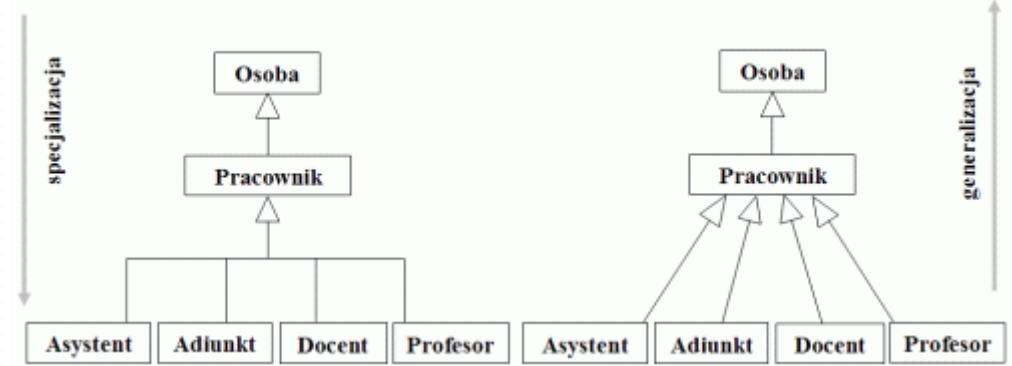 specjalizacja
Osoba
Pracownik
Asystent
Adiunkt
Docent
Profesor
Osoba
Pracownik
Asystent
Adiunkt
Docent
Profesor
generalizacja